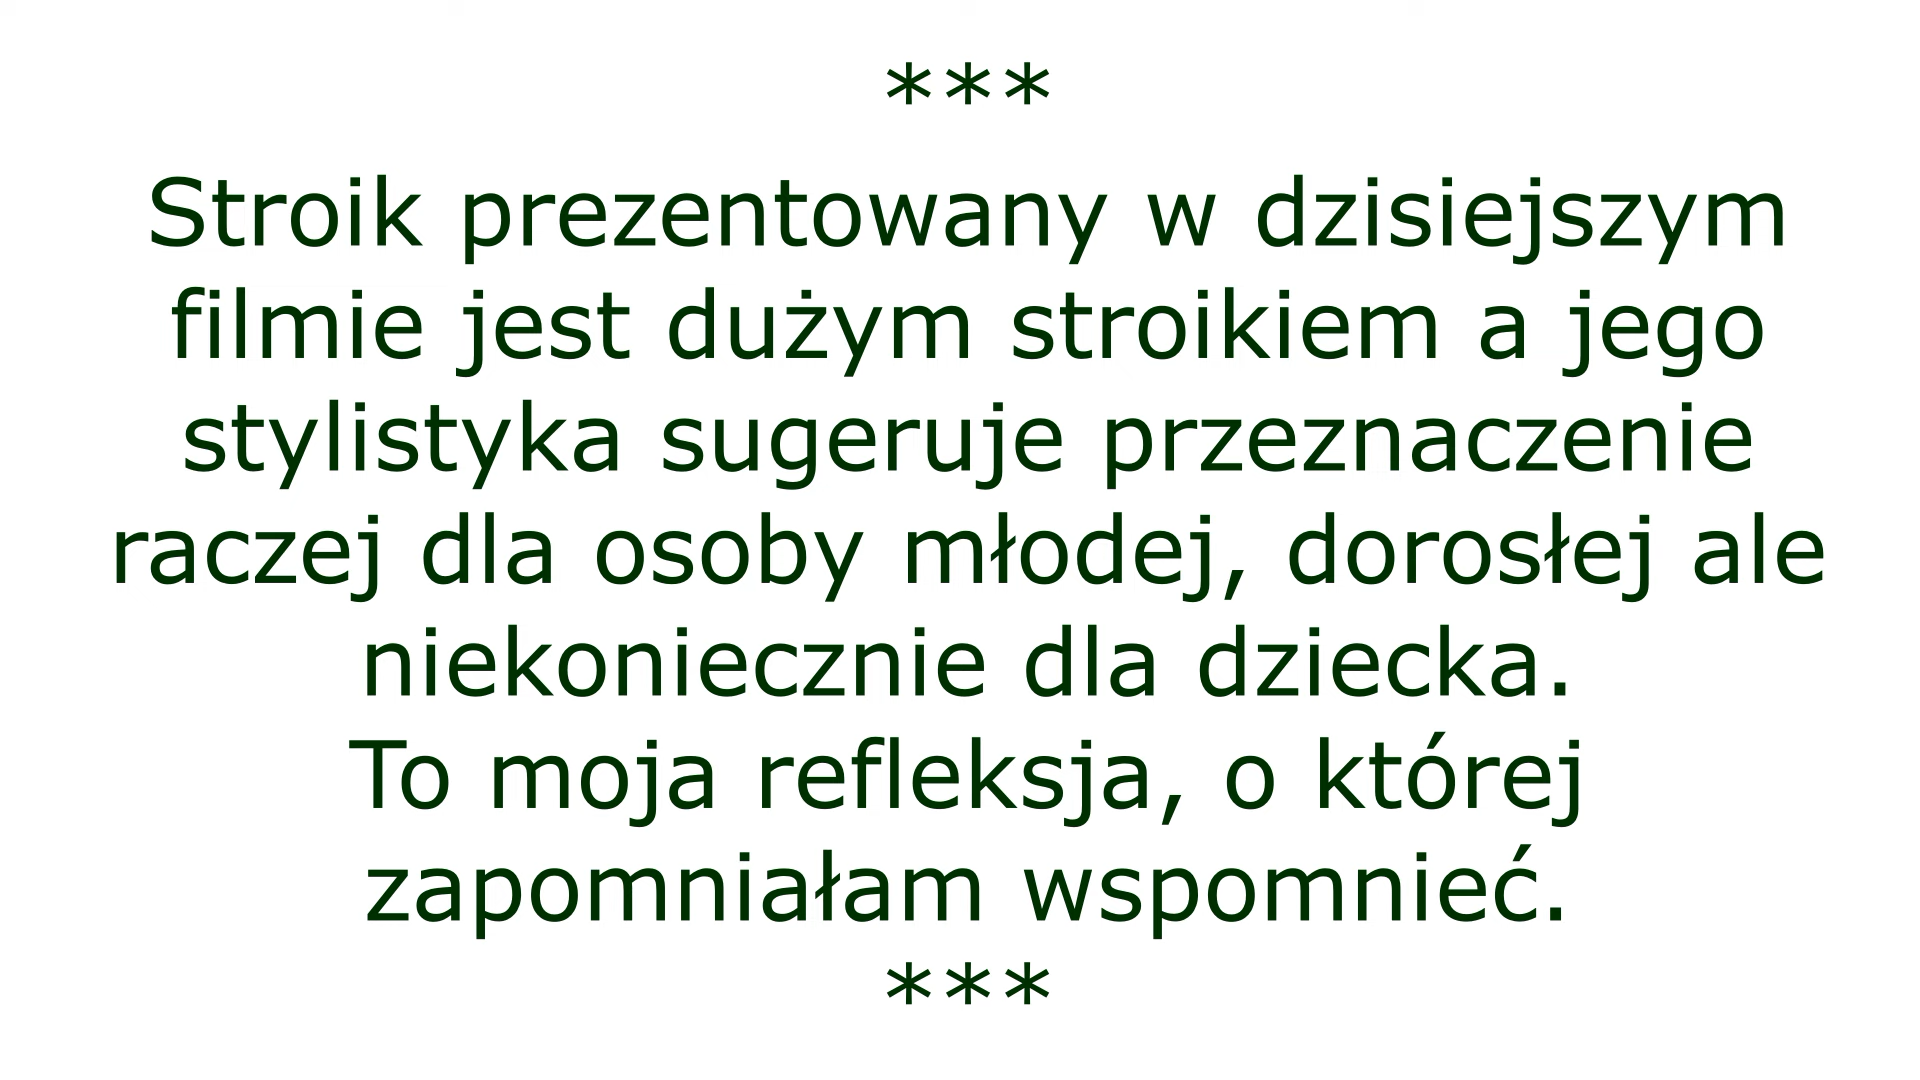 ***
Stroik prezentowany w dzisiejszym
filmie jest dużym stroikiem a jego
stylistyka sugeruje przeznaczenie
raczej dla osoby młodej, dorosłej ale
niekoniecznie dla dziecka.
To moja refleksja, o której
zapomniałam wspomnieć.
***